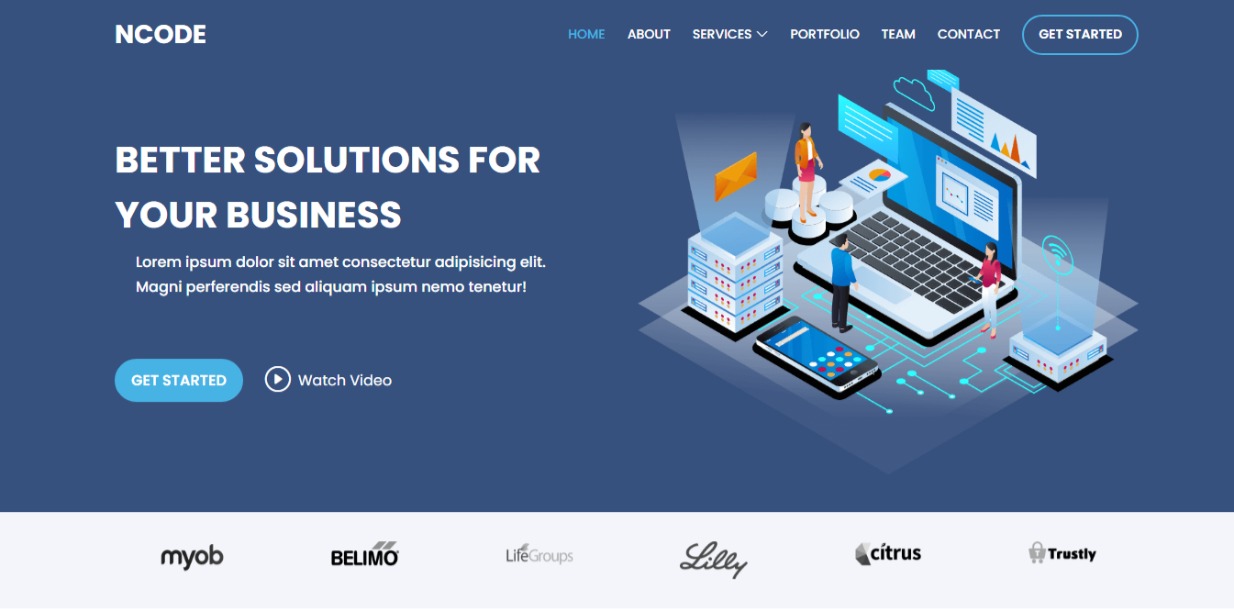 NCODE
HOME ABOUT SERVICES PORTFOLIO TEAM CONTACT GET STARTED
BETTER SOLUTIONS FOR
YOUR BUSINESS
Lorem ipsum dolor sit amet consectetur adipisicing elit.
Magni perferendis sed aliquam ipsum nemo tenetur!
GET STARTED Watch Video
myob BELIMO LifeGroups Lilly citrus Trustly